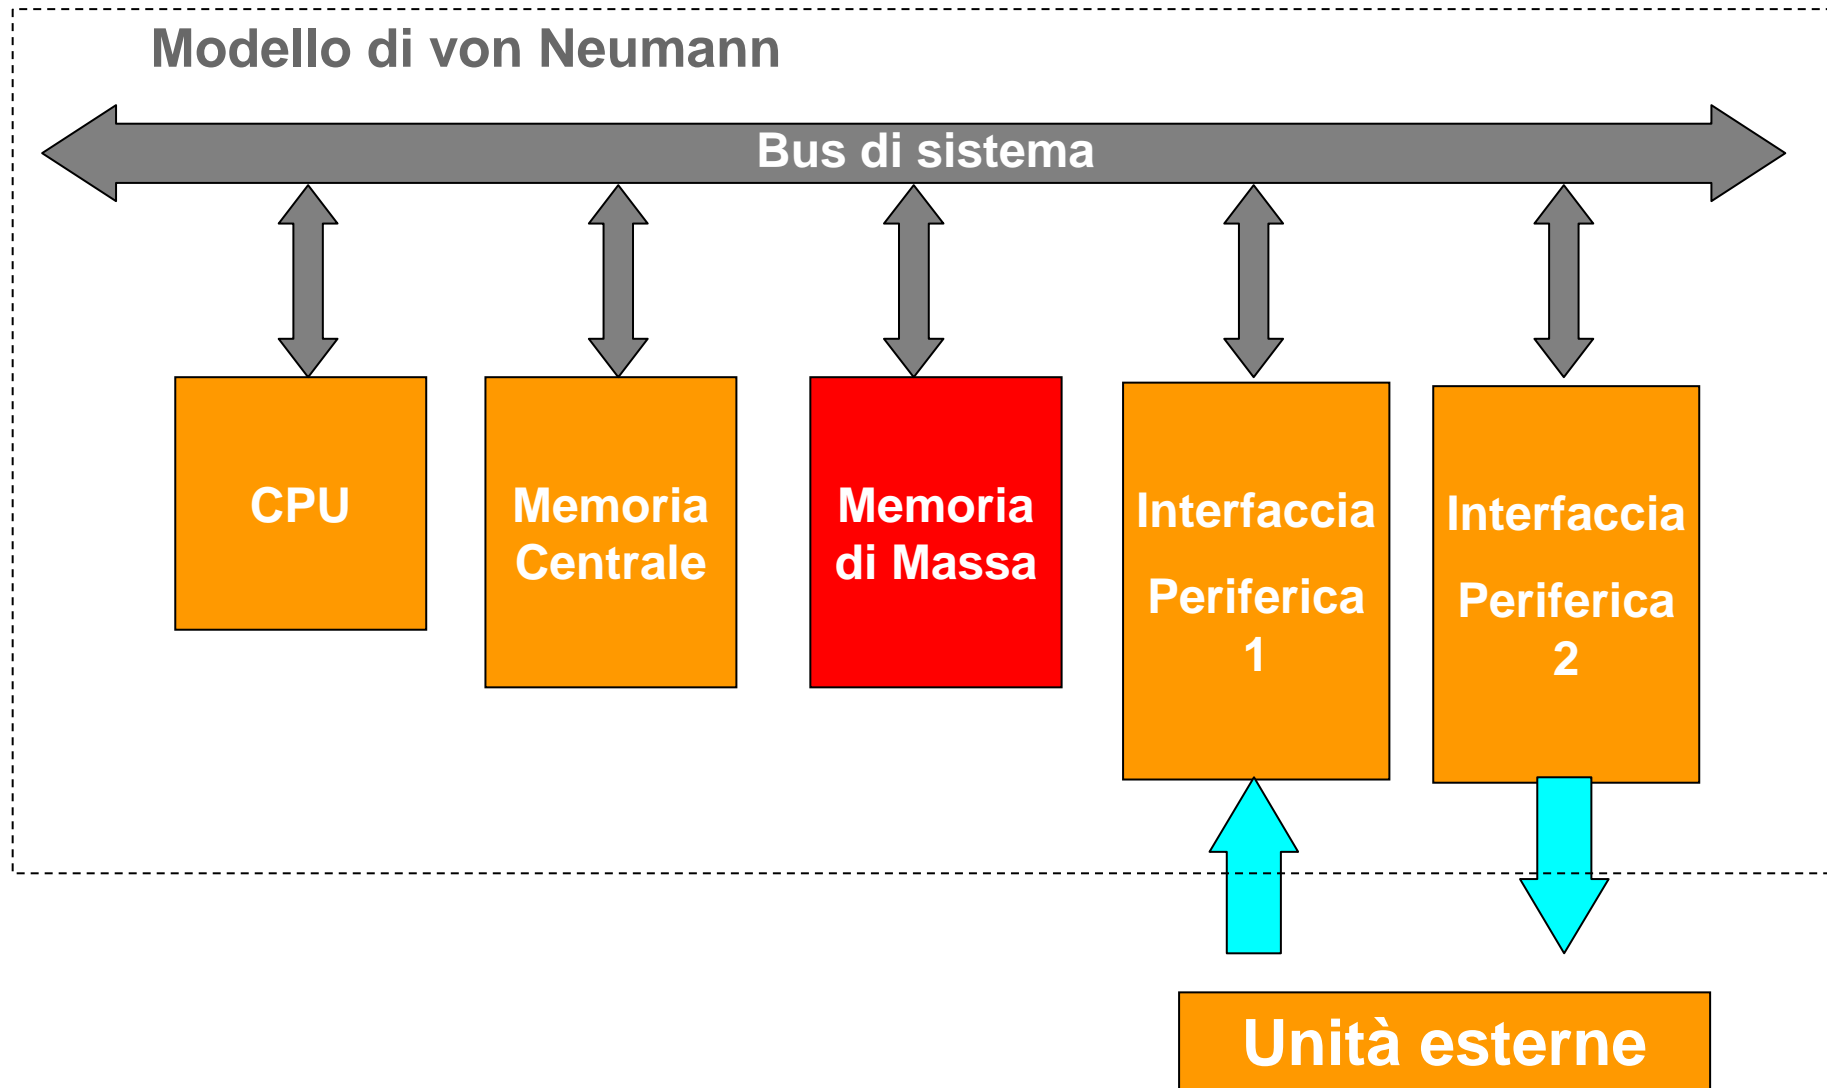 Modello di von Neumann
Bus di sistema
CPU
Memoria
Centrale
Memoria
di Massa
Interfaccia
Periferica
1
Interfaccia
Periferica
2
Unità esterne